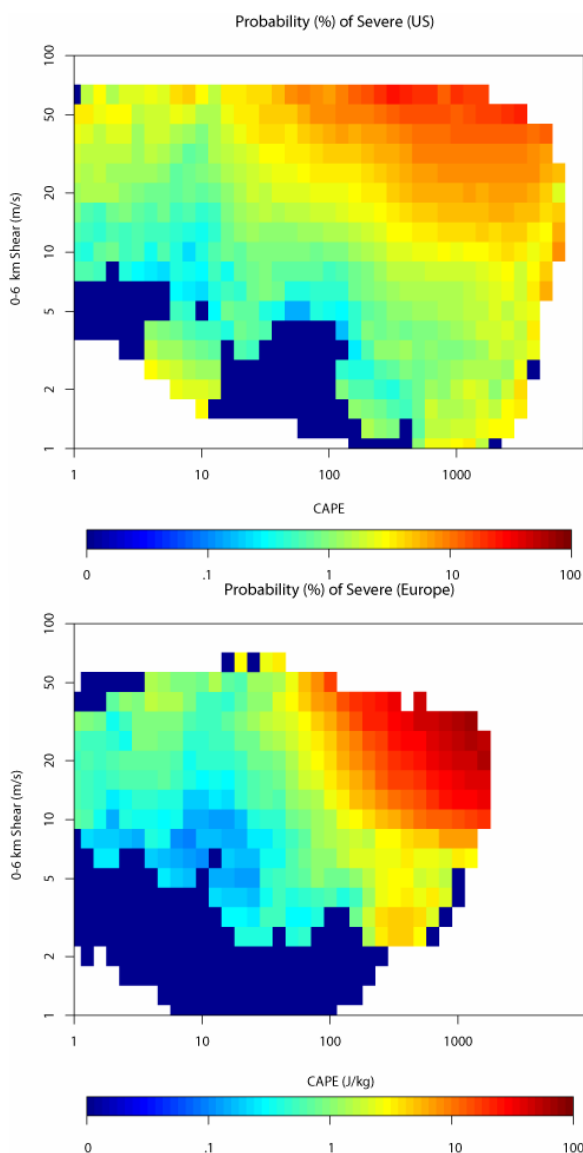 Probability (%) of Severe (US)
100
50
20
10
5
2
1
0-6 km Shear (m/s)
1 10 100 1000
CAPE
0 .1 1 10 100
Probability (%) of Severe (Europe)
100
50
20
10
5
2
1
0-6 km Shear (m/s)
1 10 100 1000
CAPE (J/kg)
0 .1 1 10 100